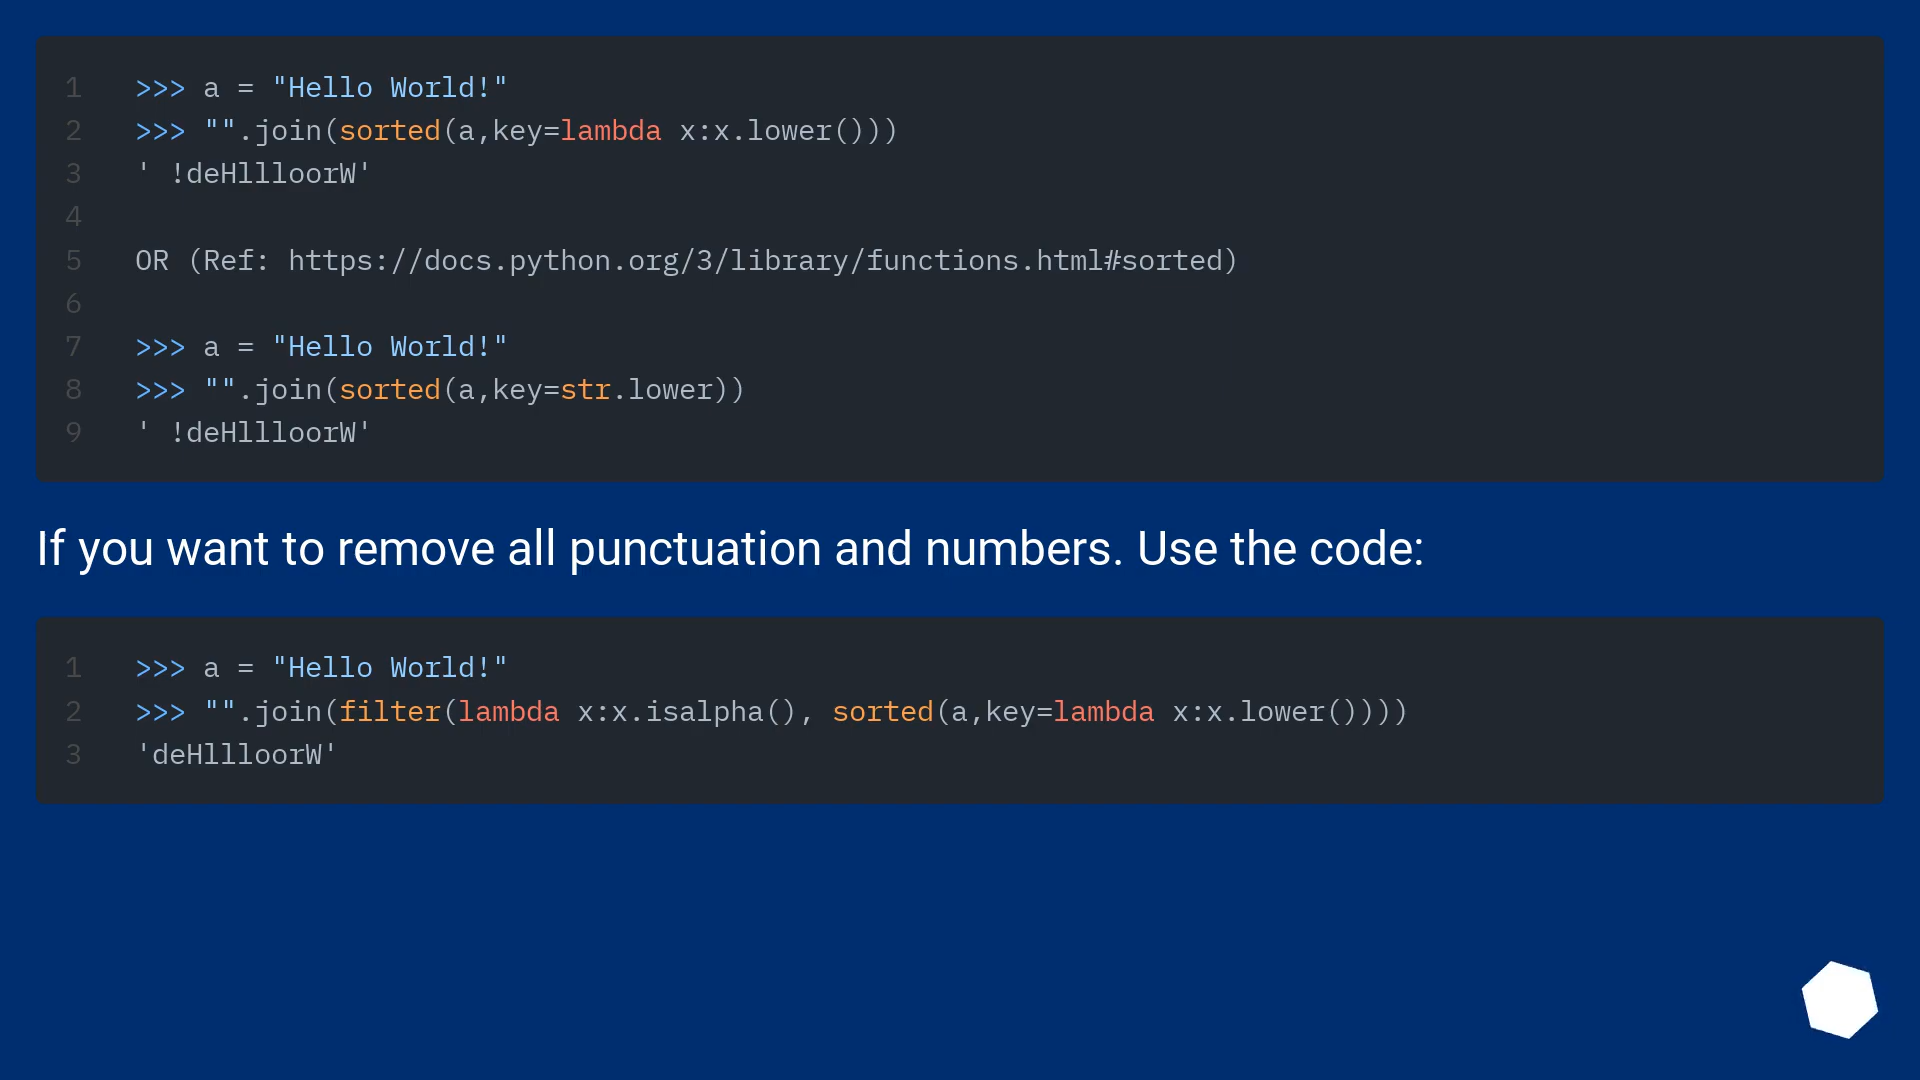 1 >>> a = "Hello World!"
2 >>> "".join(sorted(a,key=lambda x:x.lower()))
3 ' !deHllloorW'
4
5 OR (Ref: https://docs.python.org/3/library/functions.html#sorted)
6
7 >>> a = "Hello World!"
8 >>> "".join(sorted(a,key=str.lower))
9 ' !deHllloorW'
If you want to remove all punctuation and numbers. Use the code:
1 >>> a = "Hello World!"
2 >>> "".join(filter(lambda x:x.isalpha(), sorted(a,key=lambda x:x.lower())))
3 'deHllloorW'